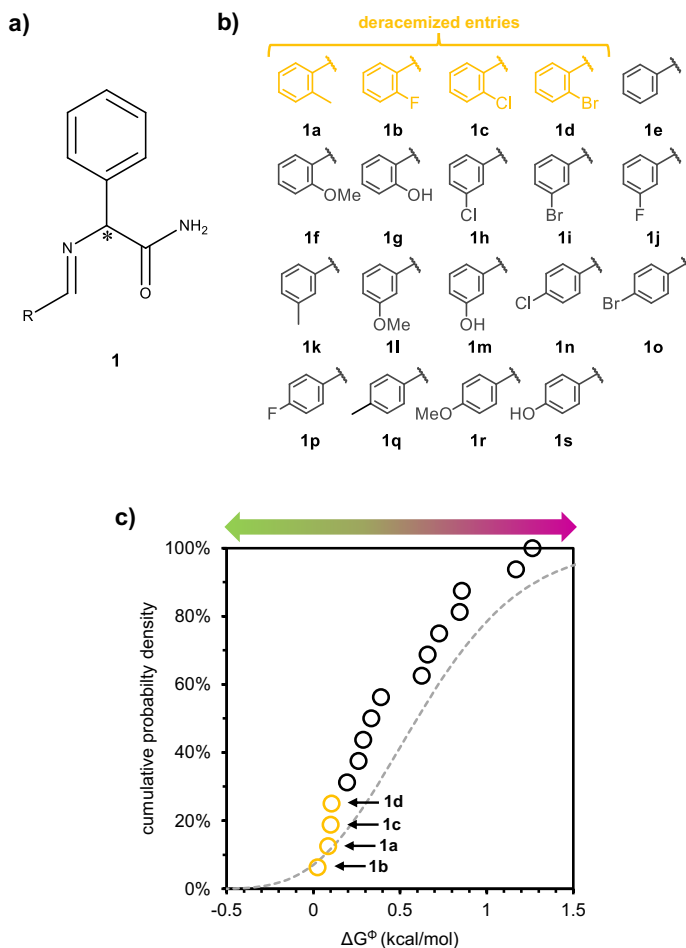 a)
N
*
NH₂
O
R
1
b)
deracemized entries
F
Cl
Br
1a 1b 1c 1d 1e
OMe
OH
Cl
Br
F
1f 1g 1h 1i 1j
OMe
OH
Cl
Br
1k 1l 1m 1n 1o
F
MeO
HO
1p 1q 1r 1s
c)
100%
80%
60%
40%
20%
0%
cumulative probabilty density
1d
1c
1a
1b
-0.5 0 0.5 1 1.5
ΔG^Φ (kcal/mol)